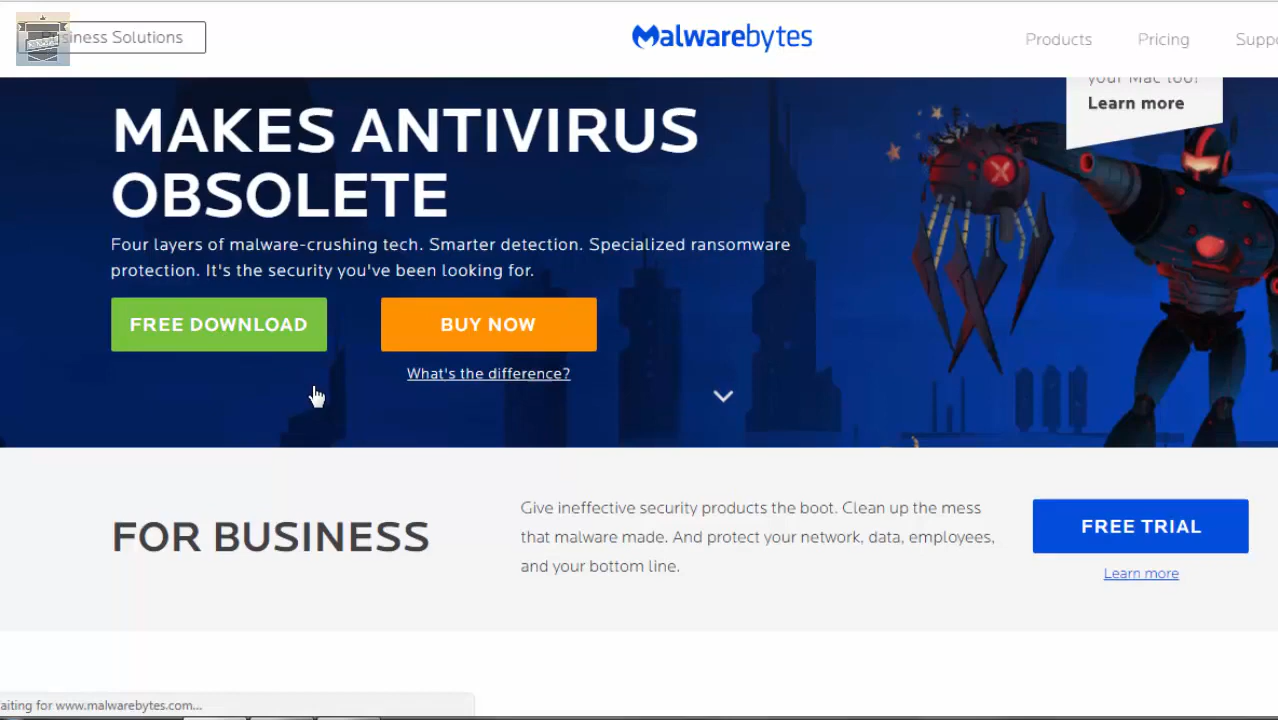 siness Solutions
Malwarebytes
Products
Pricing
Suppo
your Mac too!
Learn more
MAKES ANTIVIRUS
OBSOLETE
Four layers of malware-crushing tech. Smarter detection. Specialized ransomware
protection. It's the security you've been looking for.
FREE DOWNLOAD
BUY NOW
What's the difference?
FOR BUSINESS
Give ineffective security products the boot. Clean up the mess
that malware made. And protect your network, data, employees,
and your bottom line.
FREE TRIAL
Learn more
aiting for www.malwarebytes.com...